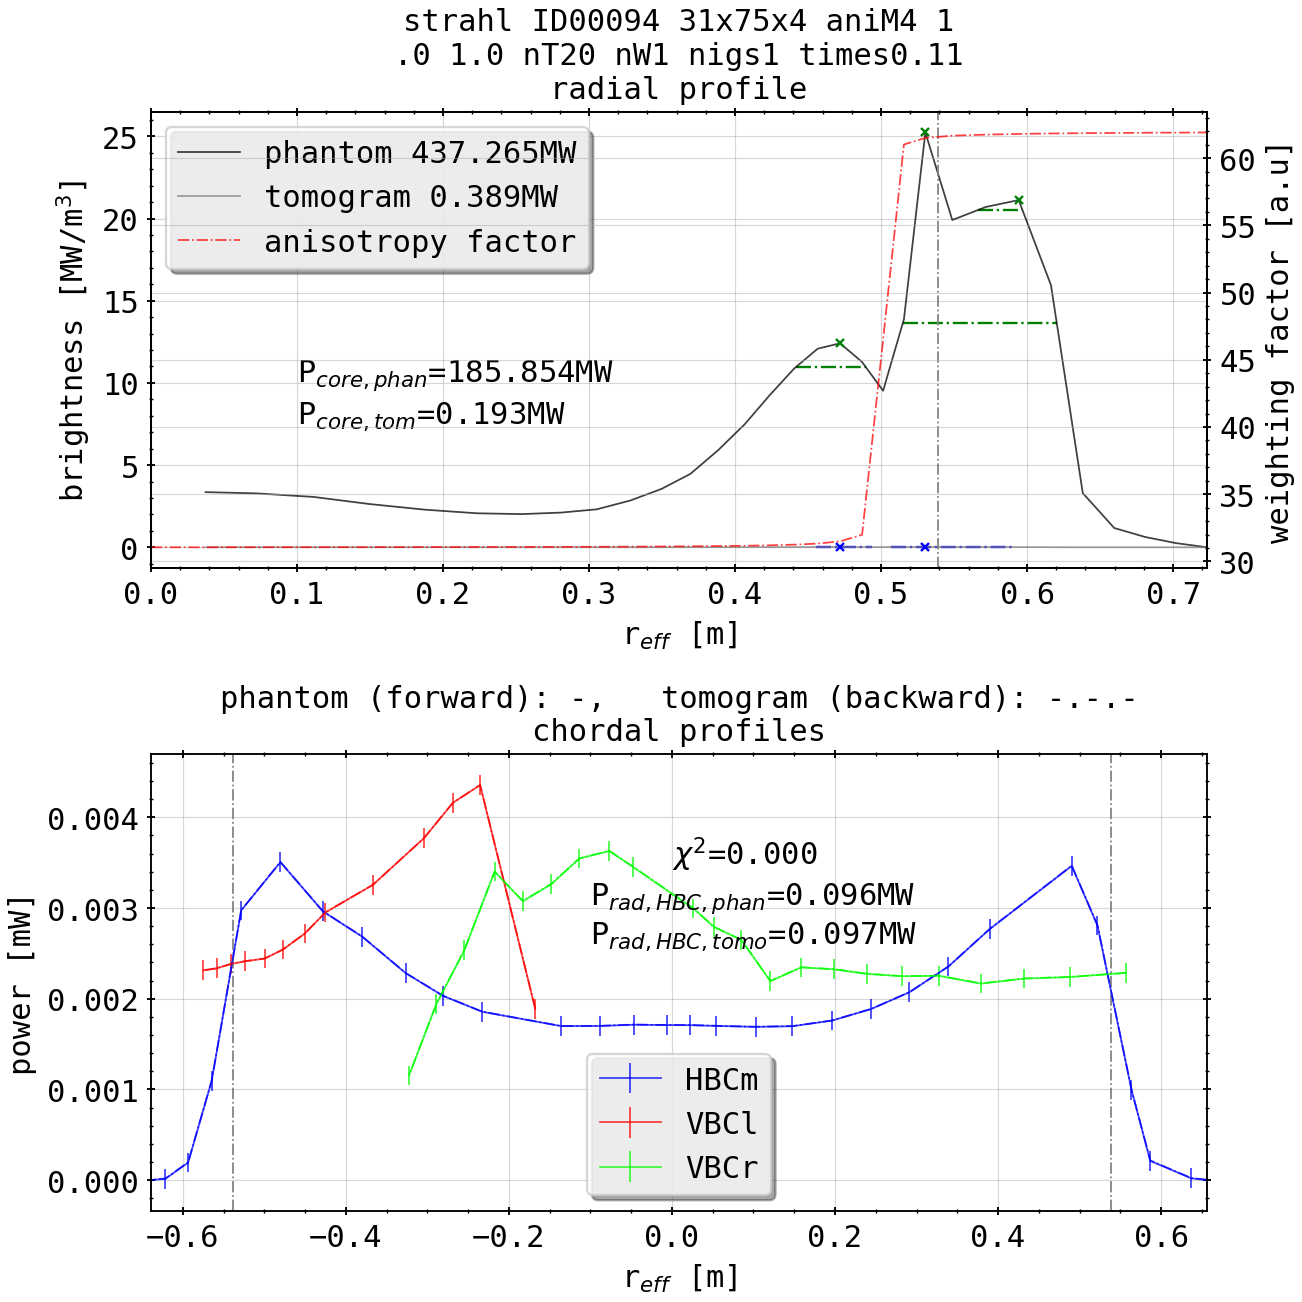 strahl ID00094 31x75x4 aniM4 1
.0 1.0 nT20 nW1 nigs1 times0.11
radial profile
phantom 437.265MW
tomogram 0.389MW
anisotropy factor
P_core,phan=185.854MW
P_core,tom=0.193MW
brightness [MW/m³]
25
20
15
10
5
0
weighting factor [a.u]
60
55
50
45
40
35
30
0.0 0.1 0.2 0.3 0.4 0.5 0.6 0.7
r_eff [m]
phantom (forward): -,   tomogram (backward): -.-.-
chordal profiles
χ²=0.000
P_rad,HBC,phan=0.096MW
P_rad,HBC,tomo=0.097MW
power [mW]
0.004
0.003
0.002
0.001
0.000
HBCm
VBCl
VBCr
−0.6 −0.4 −0.2 0.0 0.2 0.4 0.6
r_eff [m]